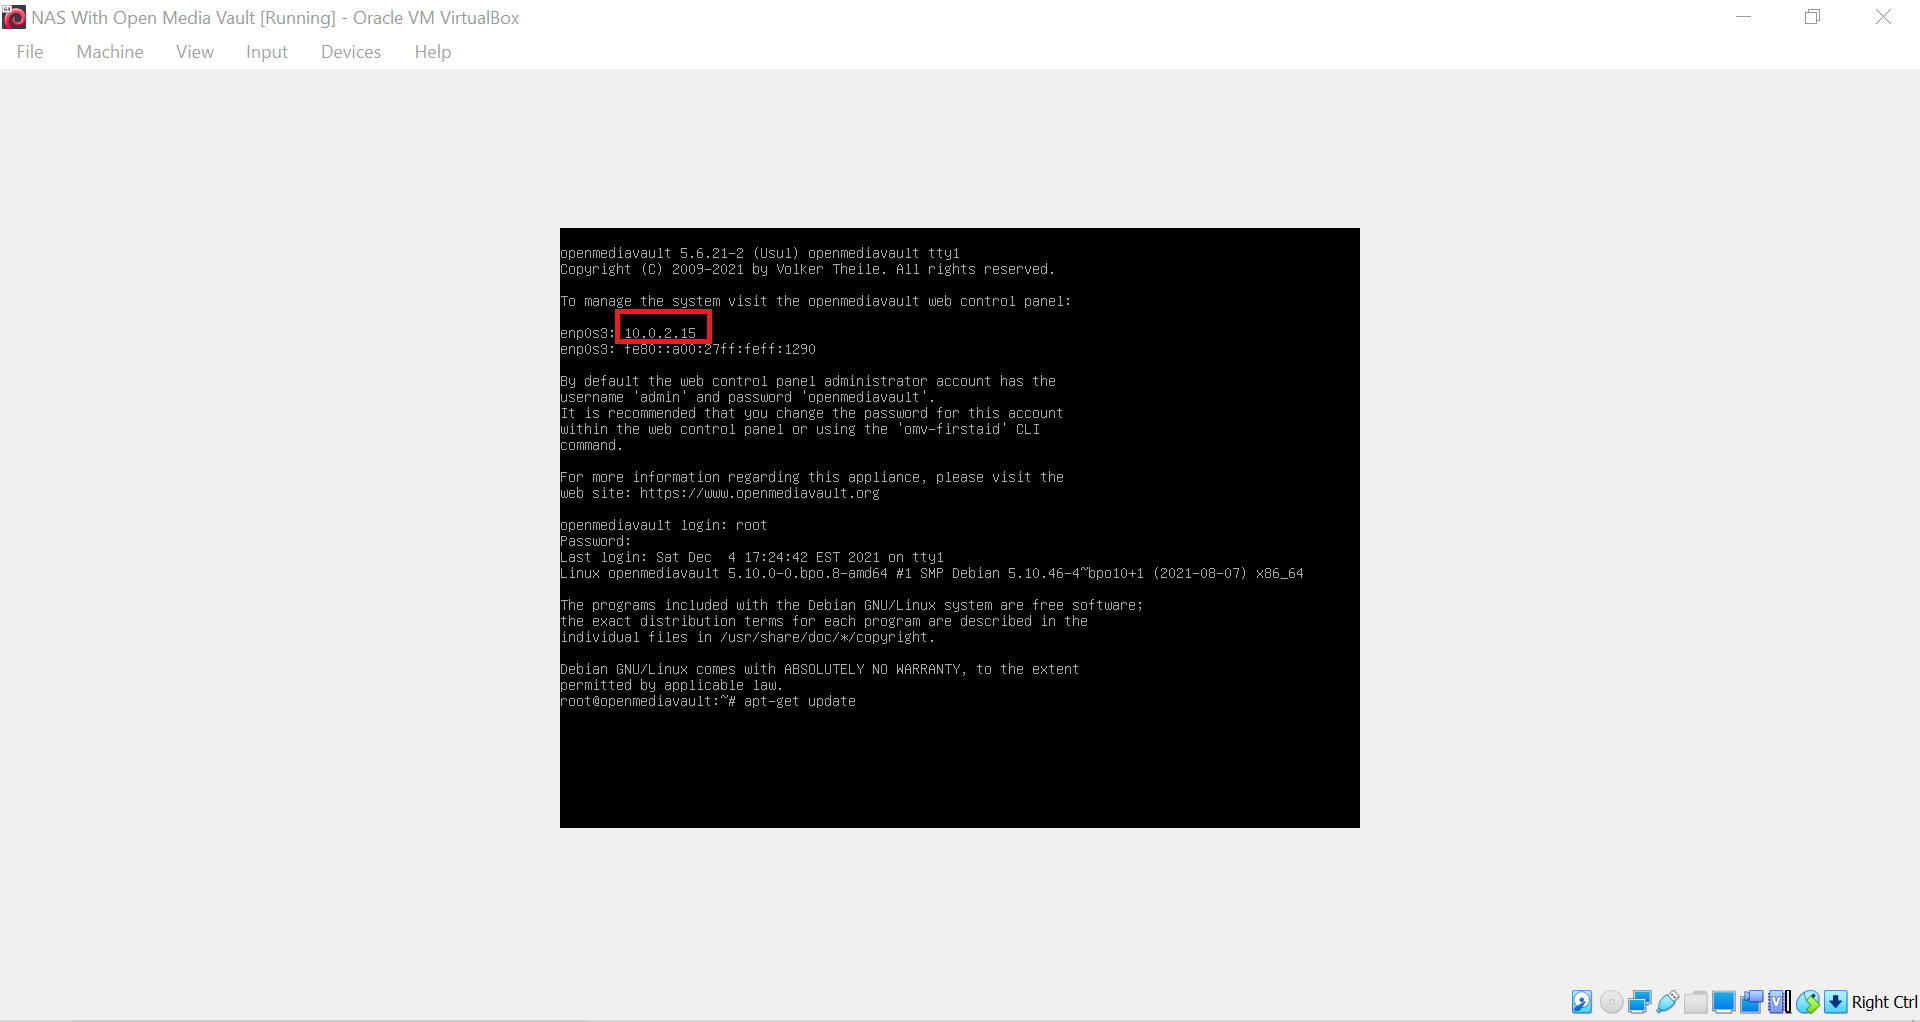 NAS With Open Media Vault [Running] - Oracle VM VirtualBox
File Machine View Input Devices Help
openmediavault 5.6.21-2 (Usul) openmediavault tty1
Copyright (C) 2009-2021 by Volker Theile. All rights reserved.
To manage the system visit the openmediavault web control panel:
enp0s3: 10.0.2.15
enp0s3: fe80::a00:27ff:feff:1290
By default the web control panel administrator account has the
username 'admin' and password 'openmediavault'.
It is recommended that you change the password for this account
within the web control panel or using the 'omv-firstaid' CLI
command.
For more information regarding this appliance, please visit the
web site: https://www.openmediavault.org
openmediavault login: root
Password:
Last login: Sat Dec  4 17:24:42 EST 2021 on tty1
Linux openmediavault 5.10.0-0.bpo.8-amd64 #1 SMP Debian 5.10.46-4~bpo10+1 (2021-08-07) x86_64
The programs included with the Debian GNU/Linux system are free software;
the exact distribution terms for each program are described in the
individual files in /usr/share/doc/*/copyright.
Debian GNU/Linux comes with ABSOLUTELY NO WARRANTY, to the extent
permitted by applicable law.
root@openmediavault:~# apt-get update
Right Ctrl